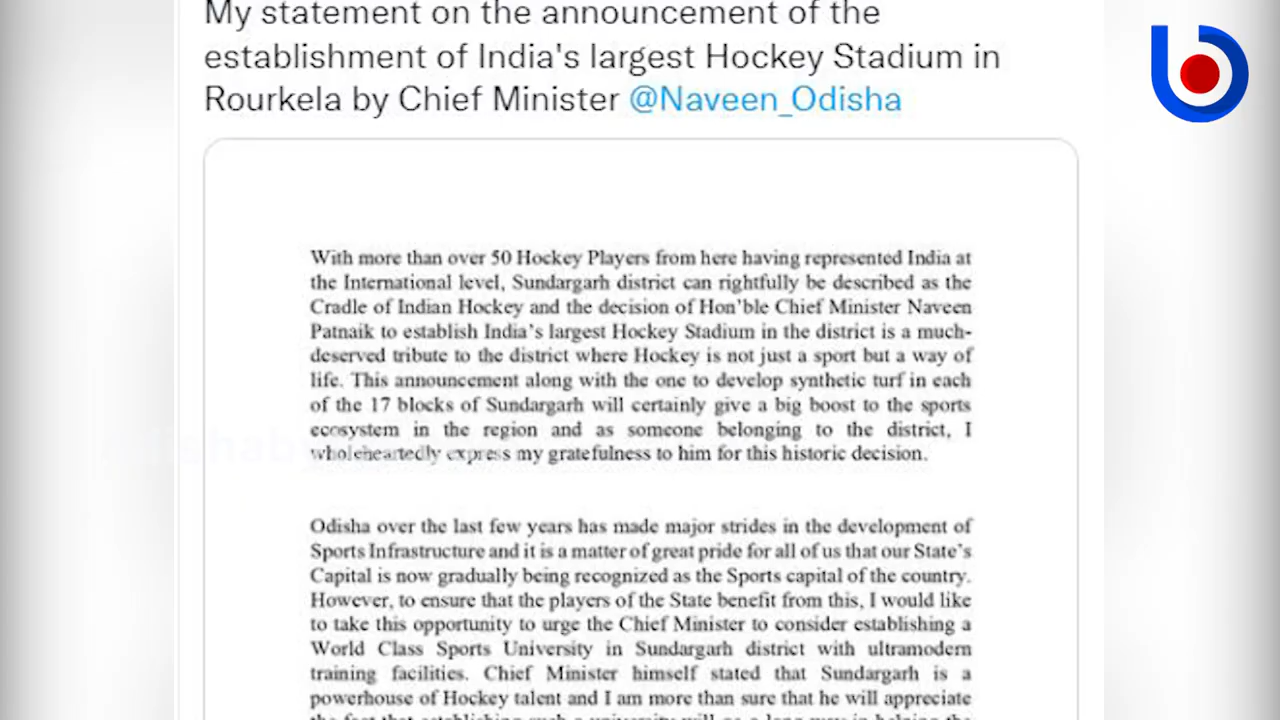 My statement on the announcement of the
establishment of India's largest Hockey Stadium in
Rourkela by Chief Minister @Naveen_Odisha
With more than over 50 Hockey Players from here having represented India at
the International level, Sundargarh district can rightfully be described as the
Cradle of Indian Hockey and the decision of Hon'ble Chief Minister Naveen
Patnaik to establish India's largest Hockey Stadium in the district is a much-
deserved tribute to the district where Hockey is not just a sport but a way of
life. This announcement along with the one to develop synthetic turf in each
of the 17 blocks of Sundargarh will certainly give a big boost to the sports
ecosystem in the region and as someone belonging to the district, I
wholeheartedly express my gratefulness to him for this historic decision.
Odisha over the last few years has made major strides in the development of
Sports Infrastructure and it is a matter of great pride for all of us that our State's
Capital is now gradually being recognized as the Sports capital of the country.
However, to ensure that the players of the State benefit from this, I would like
to take this opportunity to urge the Chief Minister to consider establishing a
World Class Sports University in Sundargarh district with ultramodern
training facilities. Chief Minister himself stated that Sundargarh is a
powerhouse of Hockey talent and I am more than sure that he will appreciate